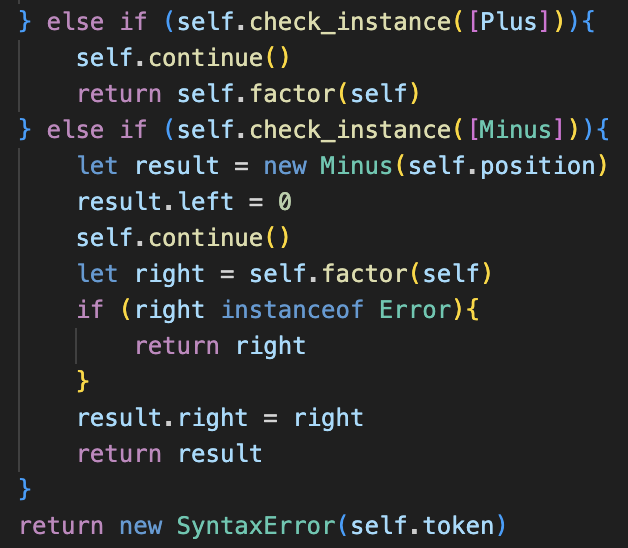 } else if (self.check_instance([Plus])){
    self.continue()
    return self.factor(self)
} else if (self.check_instance([Minus])){
    let result = new Minus(self.position)
    result.left = 0
    self.continue()
    let right = self.factor(self)
    if (right instanceof Error){
        return right
    }
    result.right = right
    return result
}
return new SyntaxError(self.token)